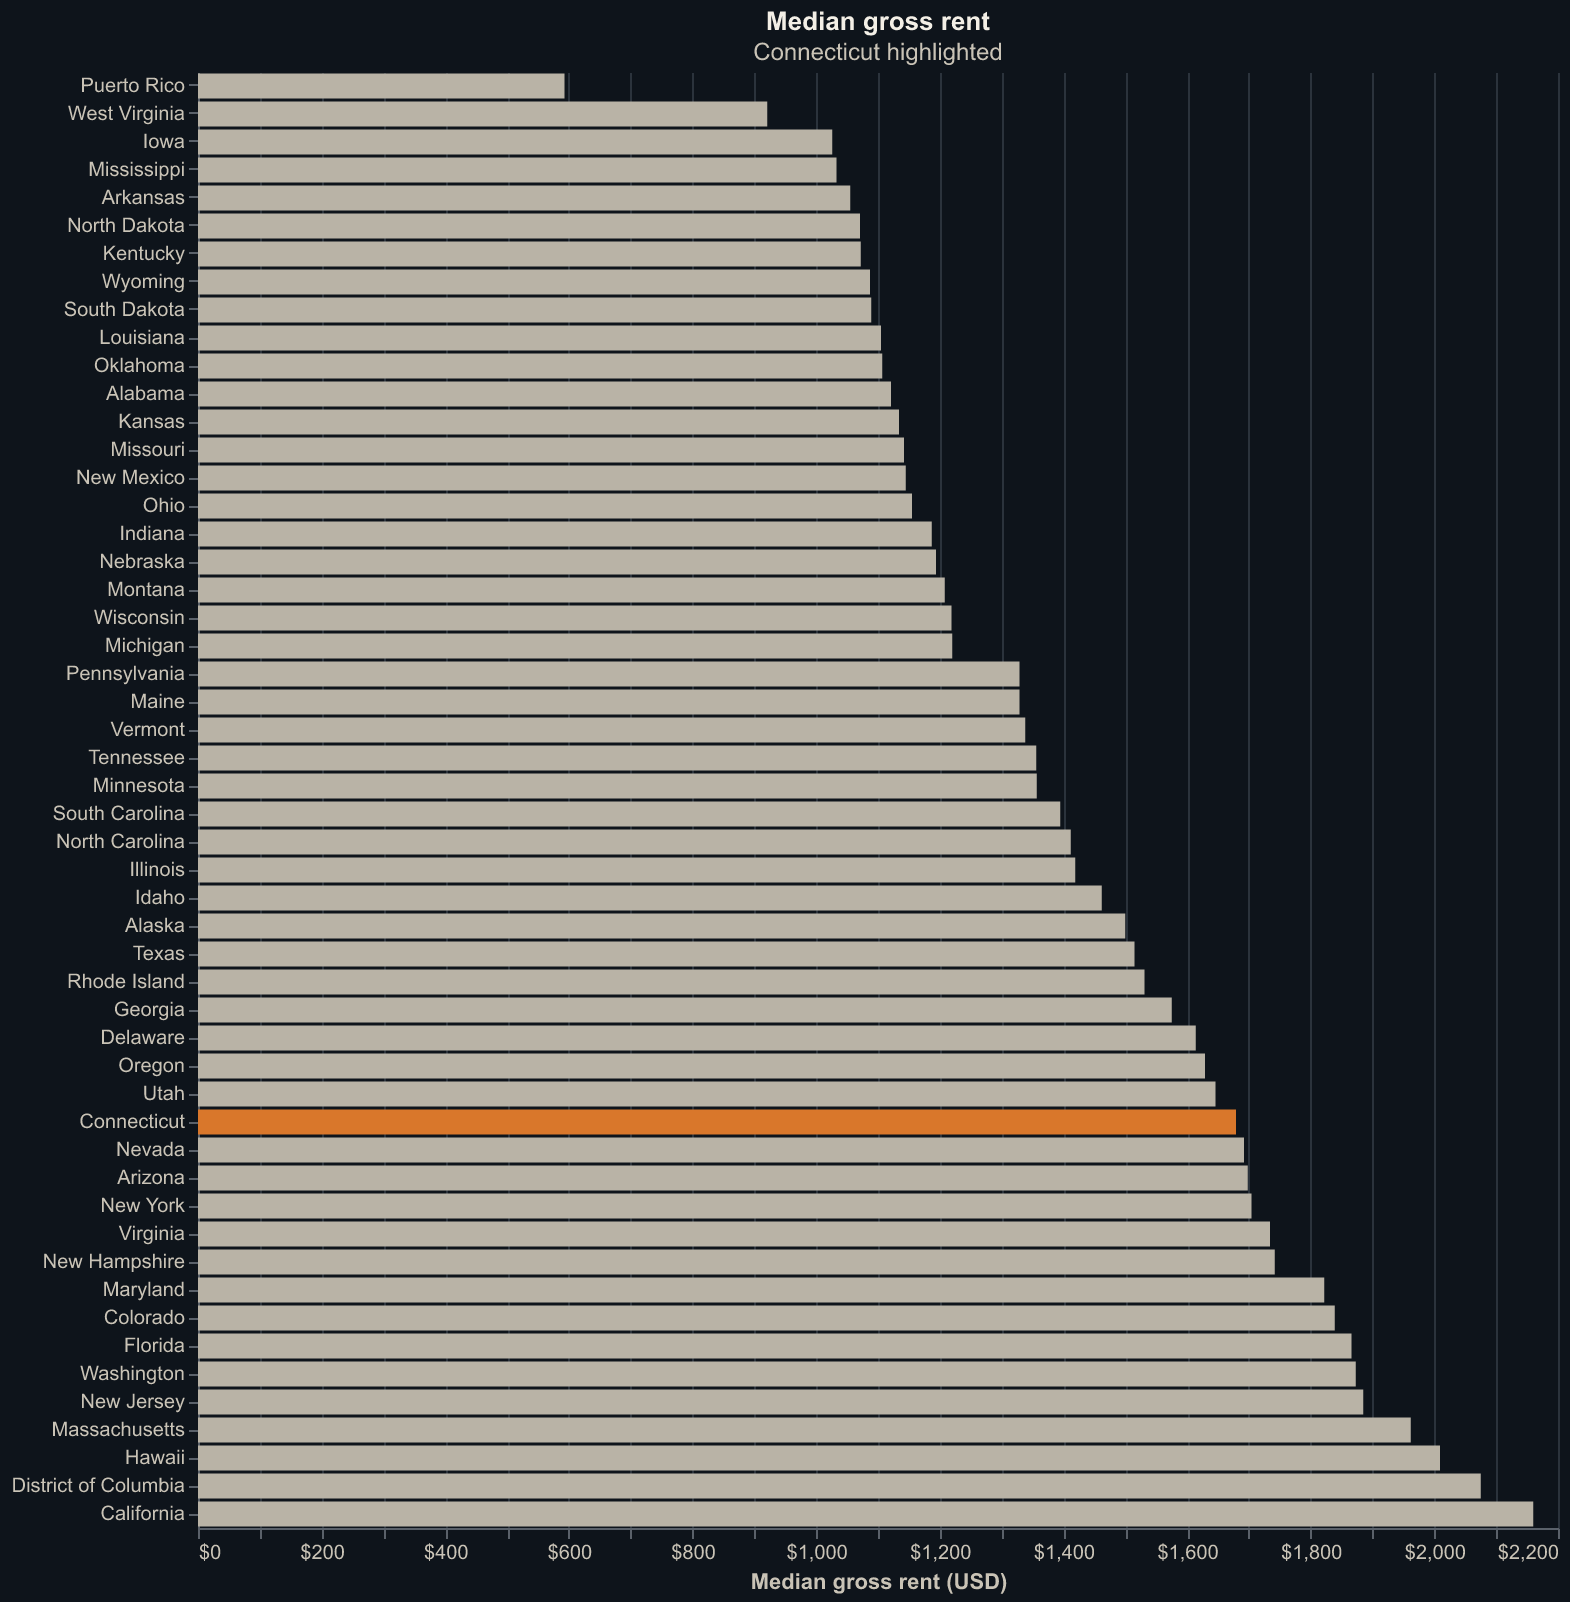 Median gross rent
Connecticut highlighted
Puerto Rico
West Virginia
Iowa
Mississippi
Arkansas
North Dakota
Kentucky
Wyoming
South Dakota
Louisiana
Oklahoma
Alabama
Kansas
Missouri
New Mexico
Ohio
Indiana
Nebraska
Montana
Wisconsin
Michigan
Pennsylvania
Maine
Vermont
Tennessee
Minnesota
South Carolina
North Carolina
Illinois
Idaho
Alaska
Texas
Rhode Island
Georgia
Delaware
Oregon
Utah
Connecticut
Nevada
Arizona
New York
Virginia
New Hampshire
Maryland
Colorado
Florida
Washington
New Jersey
Massachusetts
Hawaii
District of Columbia
California
$0 $200 $400 $600 $800 $1,000 $1,200 $1,400 $1,600 $1,800 $2,000 $2,200
Median gross rent (USD)